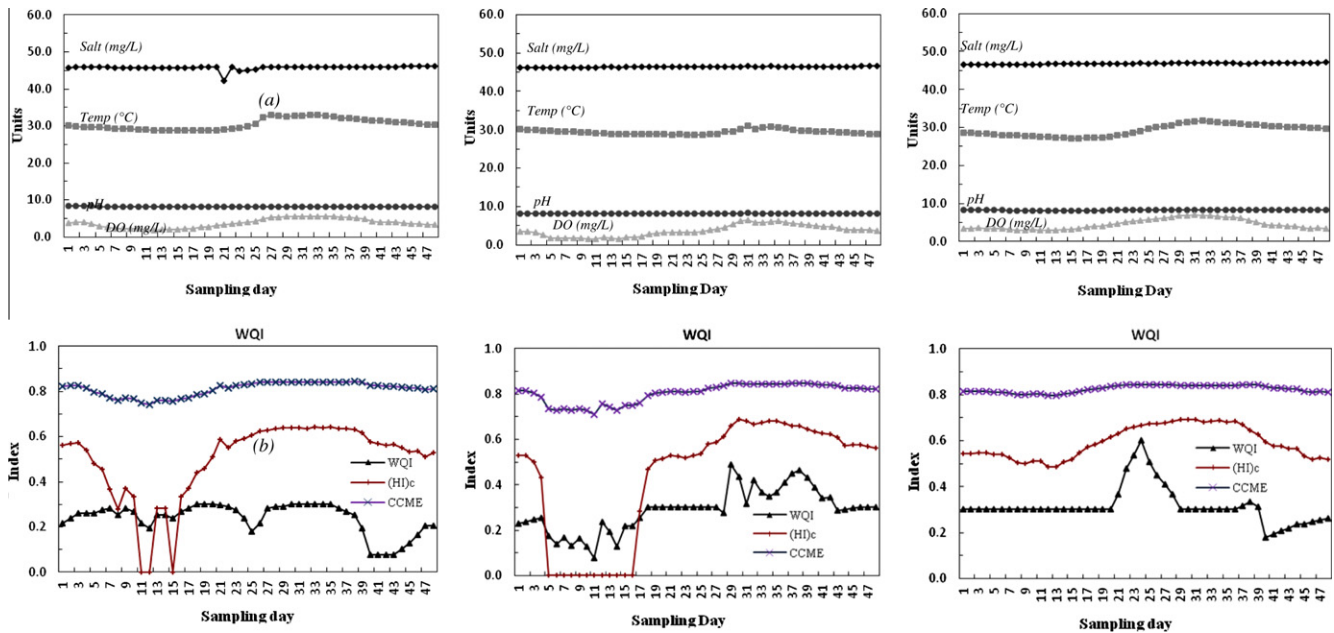 60.0
50.0
40.0
30.0
20.0
10.0
0.0
Units
Salt (mg/L)
(a)
Temp (°C)
pH
DO (mg/L)
1 3 5 7 9 11 13 15 17 19 21 23 25 27 29 31 33 35 37 39 41 43 45 47
Sampling day
60.0
50.0
40.0
30.0
20.0
10.0
0.0
Units
Salt (mg/L)
Temp (°C)
pH
DO (mg/L)
1 3 5 7 9 11 13 15 17 19 21 23 25 27 29 31 33 35 37 39 41 43 45 47
Sampling Day
60.0
50.0
40.0
30.0
20.0
10.0
0.0
Units
Salt (mg/L)
Temp (°C)
pH
DO (mg/L)
1 3 5 7 9 11 13 15 17 19 21 23 25 27 29 31 33 35 37 39 41 43 45 47
Sampling Day
WQI
1.0
0.8
0.6
0.4
0.2
0.0
Index
(b)
WQI
(HI)c
CCME
1 3 5 7 9 11 13 15 17 19 21 23 25 27 29 31 33 35 37 39 41 43 45 47
Sampling day
WQI
1.0
0.8
0.6
0.4
0.2
0.0
Index
WQI
(HI)c
CCME
1 3 5 7 9 11 13 15 17 19 21 23 25 27 29 31 33 35 37 39 41 43 45 47
Sampling day
WQI
1.0
0.8
0.6
0.4
0.2
0.0
Index
WQI
(HI)c
CCME
1 3 5 7 9 11 13 15 17 19 21 23 25 27 29 31 33 35 37 39 41 43 45 47
Sampling day